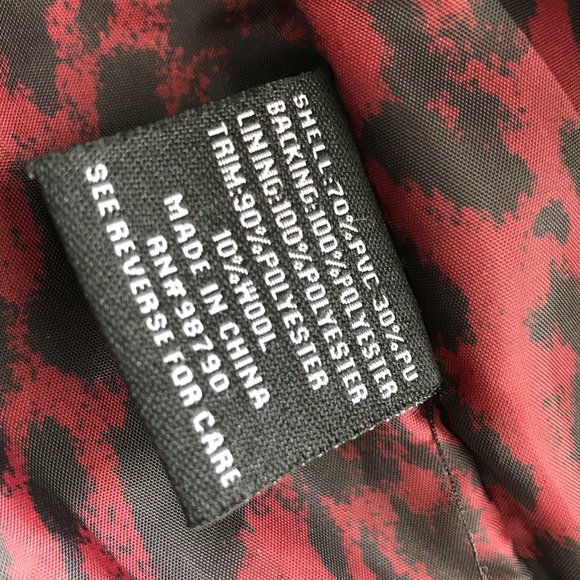 SHELL:70%PVC-30%PU
BALKING:100%POLYESTER
LINING:100%POLYESTER
TRIM:90%POLYESTER
10%WOOL
MADE IN CHINA
RN#98790
SEE REVERSE FOR CARE